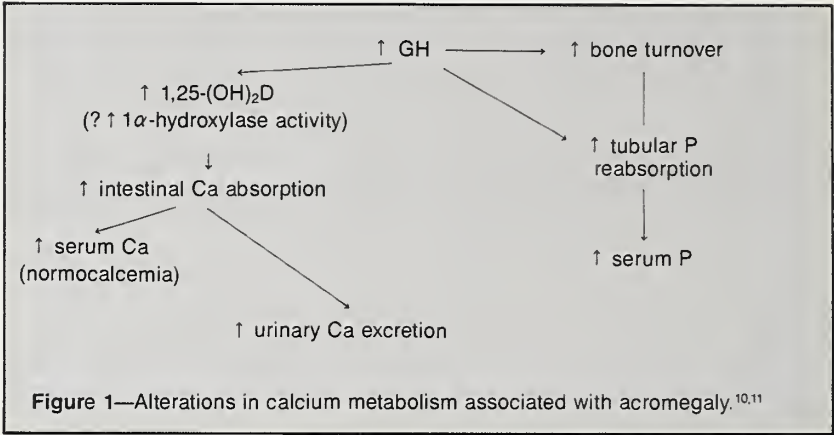 ↑ GH
↑ bone turnover
↑ 1,25-(OH)₂D
(? ↑ 1α-hydroxylase activity)
↑ tubular P
reabsorption
↑ intestinal Ca absorption
↑ serum Ca
(normocalcemia)
↑ serum P
↑ urinary Ca excretion
Figure 1—Alterations in calcium metabolism associated with acromegaly.¹⁰,¹¹